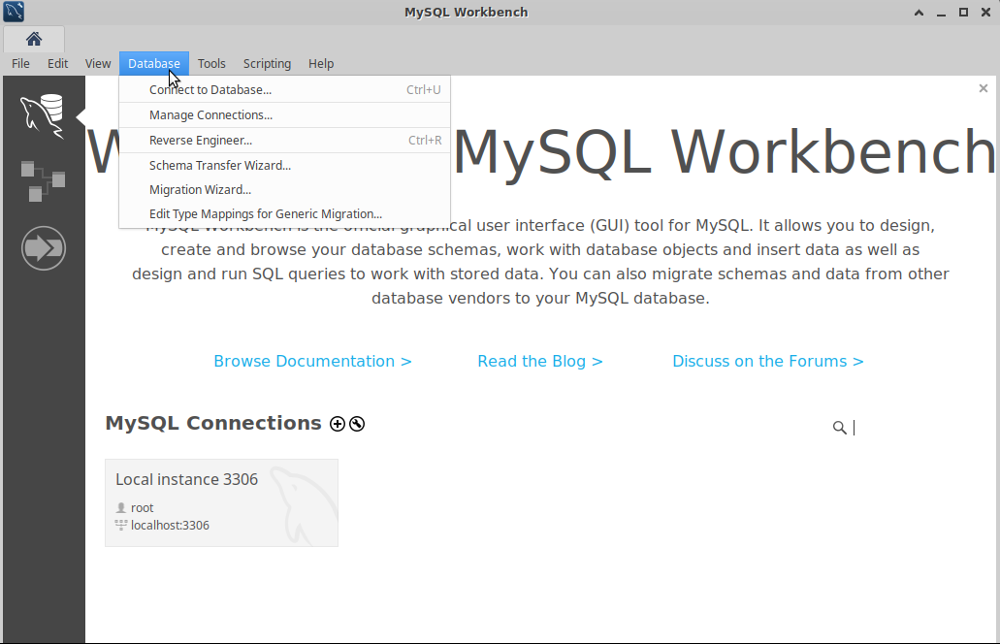 MySQL Workbench
File Edit View Database Tools Scripting Help
Connect to Database... Ctrl+U
Manage Connections...
Reverse Engineer... Ctrl+R
Schema Transfer Wizard...
Migration Wizard...
Edit Type Mappings for Generic Migration...
MySQL Workbench
MySQL Workbench is the official graphical user interface (GUI) tool for MySQL. It allows you to design,
create and browse your database schemas, work with database objects and insert data as well as
design and run SQL queries to work with stored data. You can also migrate schemas and data from other
database vendors to your MySQL database.
Browse Documentation > Read the Blog > Discuss on the Forums >
MySQL Connections
Local instance 3306
root
localhost:3306